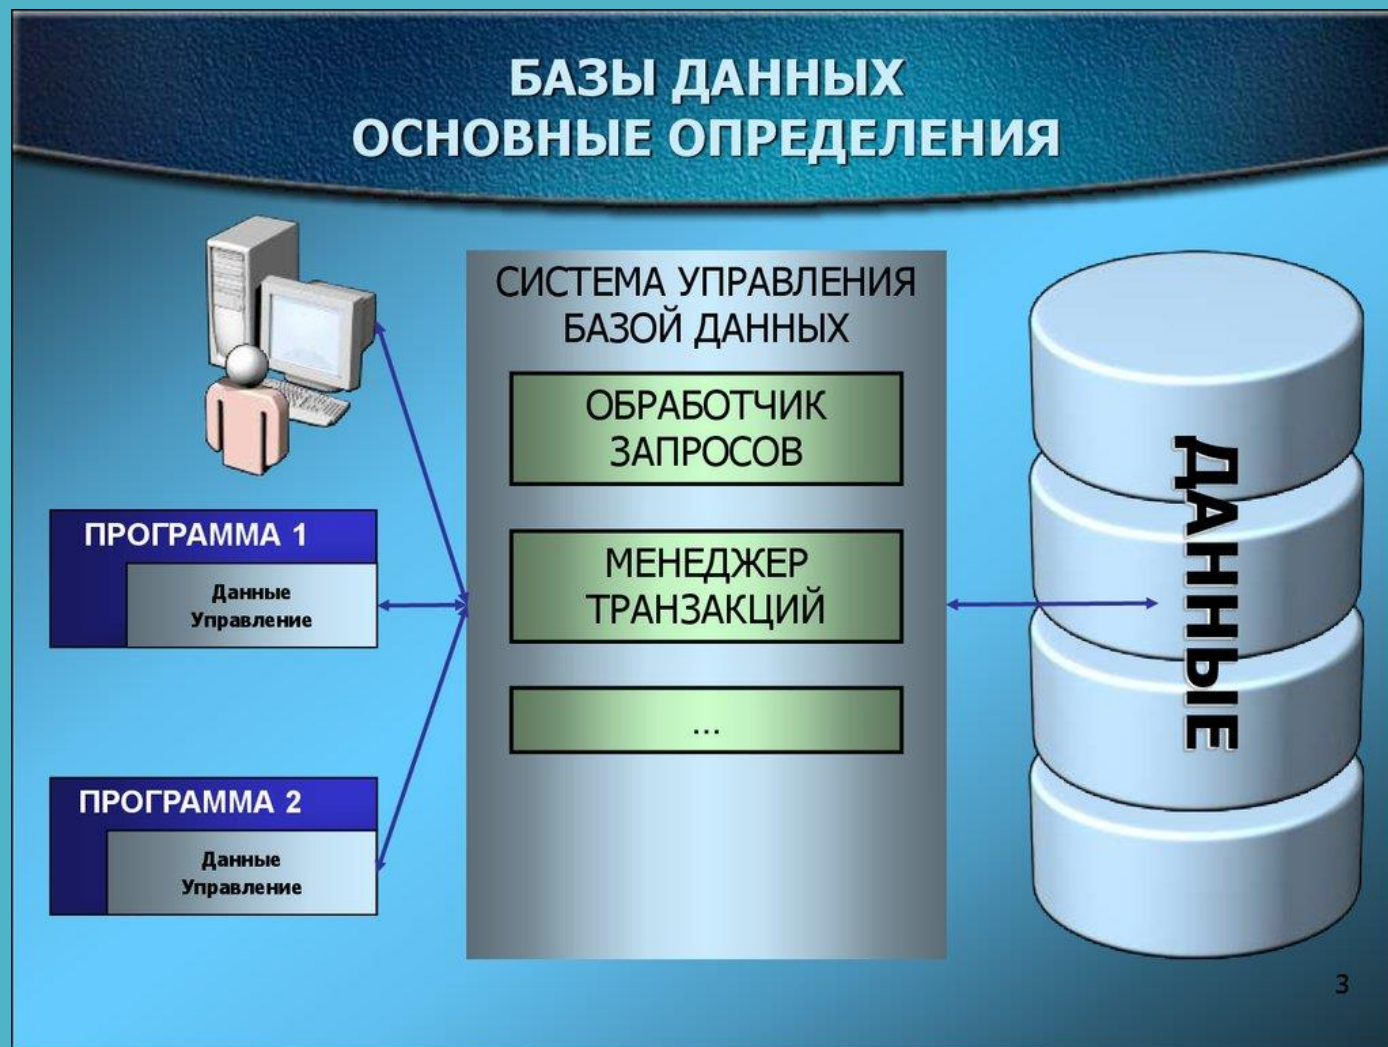 БАЗЫ ДАННЫХ
ОСНОВНЫЕ ОПРЕДЕЛЕНИЯ
СИСТЕМА УПРАВЛЕНИЯ
БАЗОЙ ДАННЫХ
ОБРАБОТЧИК
ЗАПРОСОВ
МЕНЕДЖЕР
ТРАНЗАКЦИЙ
...
ПРОГРАММА 1
Данные
Управление
ПРОГРАММА 2
Данные
Управление
ДАННЫЕ
3